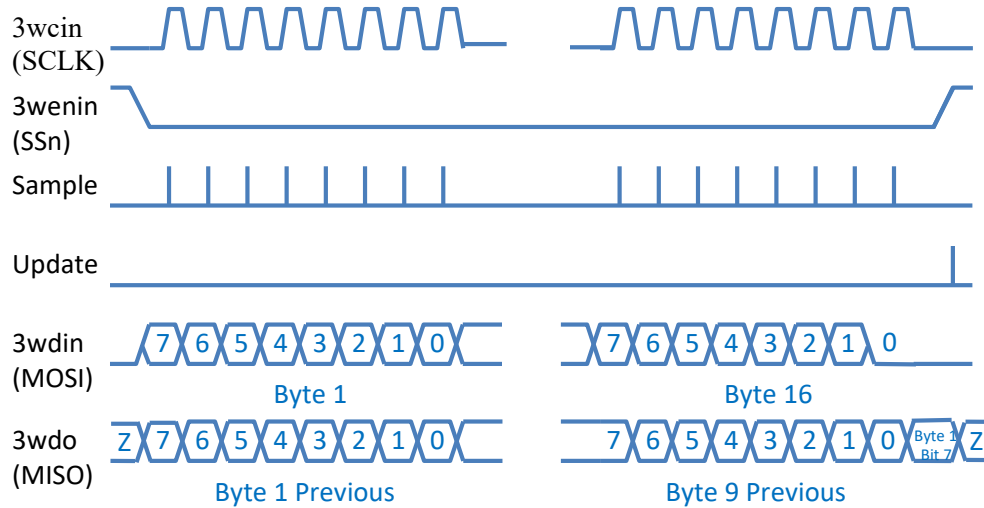 3wcin
(SCLK)
3wenin
(SSn)
Sample
Update
3wdin
(MOSI)
7 6 5 4 3 2 1 0
7 6 5 4 3 2 1 0
Byte 1
Byte 16
3wdo
(MISO)
Z 7 6 5 4 3 2 1 0
7 6 5 4 3 2 1 0 Byte 1 Z
Bit 7
Byte 1 Previous
Byte 9 Previous